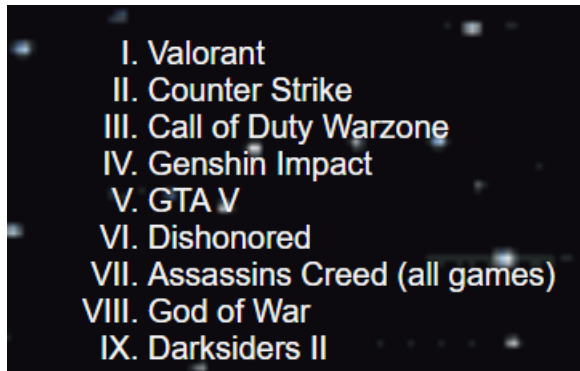 I. Valorant
II. Counter Strike
III. Call of Duty Warzone
IV. Genshin Impact
V. GTA V
VI. Dishonored
VII. Assassins Creed (all games)
VIII. God of War
IX. Darksiders II